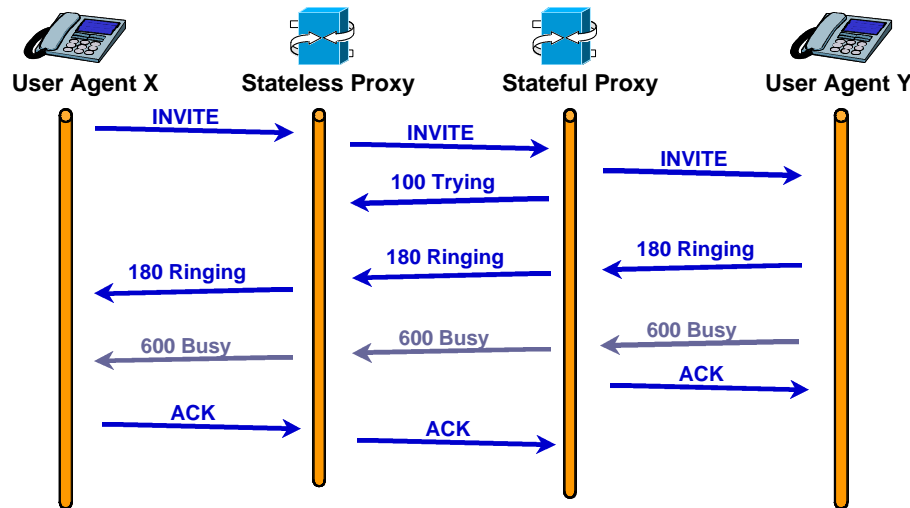 User Agent X
Stateless Proxy
Stateful Proxy
User Agent Y
INVITE
INVITE
INVITE
100 Trying
180 Ringing
180 Ringing
180 Ringing
600 Busy
600 Busy
600 Busy
ACK
ACK
ACK